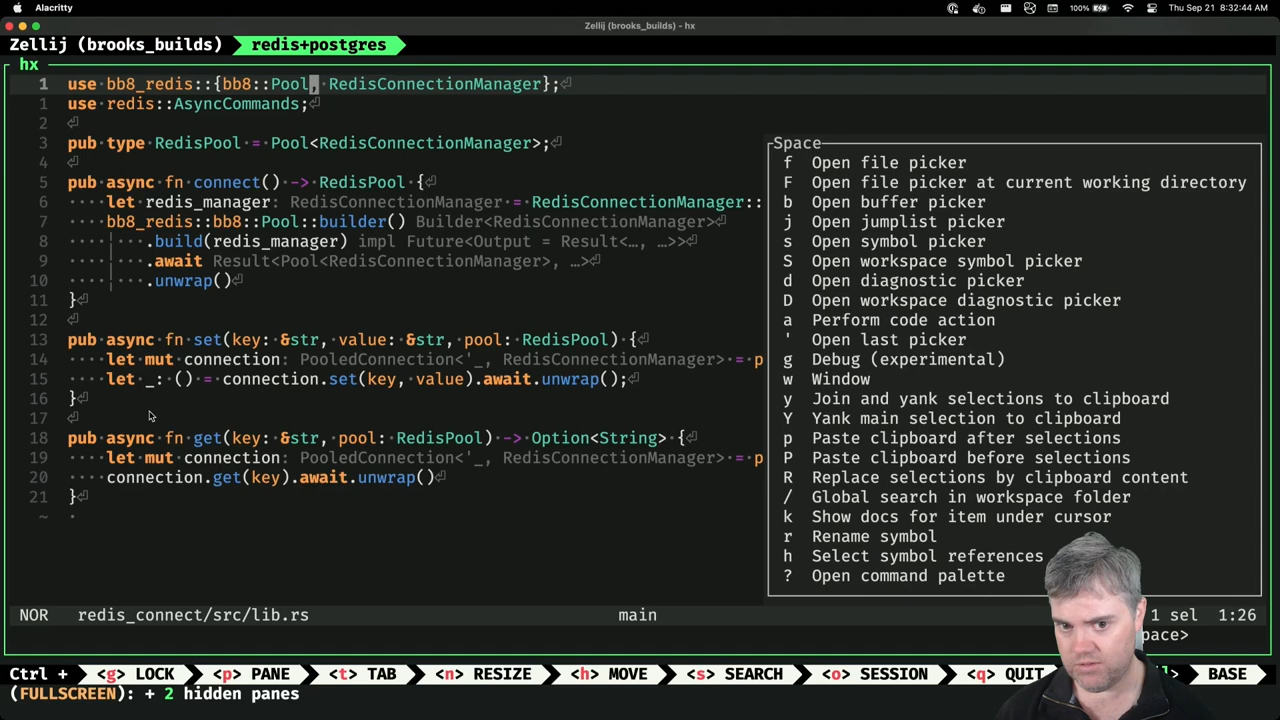 Alacritty
100%
Thu Sep 21 8:32:44 AM
Zellij (brooks_builds) - hx
Zellij (brooks_builds) redis+postgres
hx
1 use·bb8_redis::{bb8::Pool,·RedisConnectionManager};⏎
1 use·redis::AsyncCommands;⏎
2 ⏎
3 pub·type·RedisPool·=·Pool<RedisConnectionManager>;⏎
4 ⏎
5 pub·async·fn·connect()·->·RedisPool·{⏎
6 ····let·redis_manager: RedisConnectionManager·=·RedisConnectionManager::
7 ····bb8_redis::bb8::Pool::builder() Builder<RedisConnectionManager>⏎
8 ········.build(redis_manager) impl Future<Output = Result<…, …>>⏎
9 ········.await Result<Pool<RedisConnectionManager>, …>⏎
10 ········.unwrap()⏎
11 }⏎
12 ⏎
13 pub·async·fn·set(key:·&str,·value:·&str,·pool:·RedisPool)·{⏎
14 ····let·mut·connection: PooledConnection<'_, RedisConnectionManager>·=·p
15 ····let·_:·()·=·connection.set(key,·value).await.unwrap();⏎
16 }⏎
17 ⏎
18 pub·async·fn·get(key:·&str,·pool:·RedisPool)·->·Option<String>·{⏎
19 ····let·mut·connection: PooledConnection<'_, RedisConnectionManager>·=·p
20 ····connection.get(key).await.unwrap()⏎
21 }⏎
~
Space
f Open file picker
F Open file picker at current working directory
b Open buffer picker
j Open jumplist picker
s Open symbol picker
S Open workspace symbol picker
d Open diagnostic picker
D Open workspace diagnostic picker
a Perform code action
' Open last picker
g Debug (experimental)
w Window
y Join and yank selections to clipboard
Y Yank main selection to clipboard
p Paste clipboard after selections
P Paste clipboard before selections
R Replace selections by clipboard content
/ Global search in workspace folder
k Show docs for item under cursor
r Rename symbol
h Select symbol references
? Open command palette
NOR redis_connect/src/lib.rs main 1 sel 1:26
pace>
Ctrl + <g> LOCK <p> PANE <t> TAB <n> RESIZE <h> MOVE <s> SEARCH <o> SESSION <q> QUIT BASE
(FULLSCREEN): + 2 hidden panes